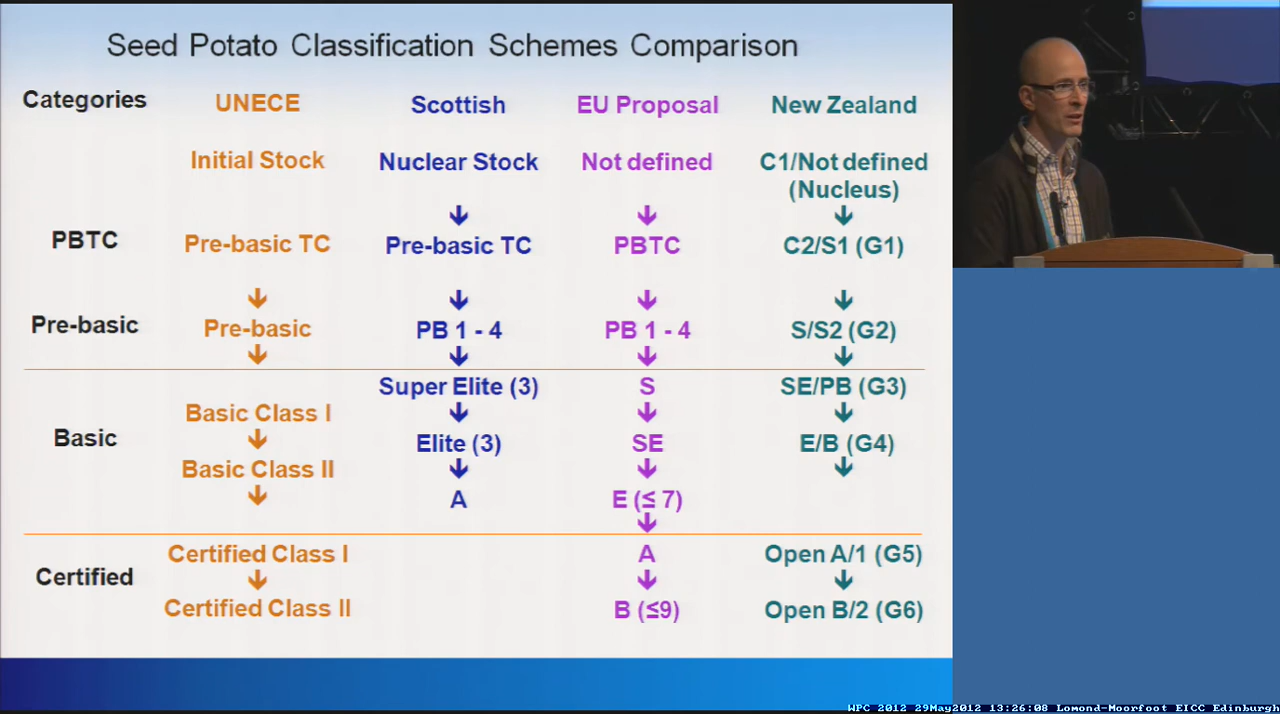 Seed Potato Classification Schemes Comparison
Categories UNECE Scottish EU Proposal New Zealand
Initial Stock Nuclear Stock Not defined C1/Not defined
(Nucleus)
PBTC Pre-basic TC Pre-basic TC PBTC C2/S1 (G1)
Pre-basic Pre-basic PB 1 - 4 PB 1 - 4 S/S2 (G2)
Super Elite (3) S SE/PB (G3)
Basic Class I
Basic Elite (3) SE E/B (G4)
Basic Class II
A E (≤ 7)
Certified Class I A Open A/1 (G5)
Certified
Certified Class II B (≤9) Open B/2 (G6)
WPC 2012 29May2012 13:26:08 Lomond-Moorfoot EICC Edinburgh